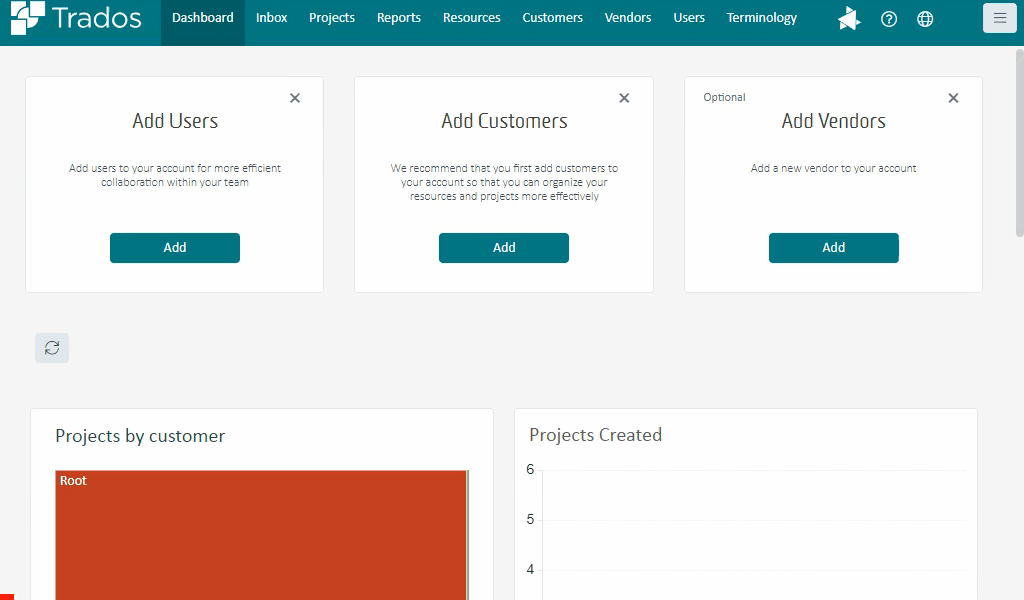 Trados
Dashboard Inbox Projects Reports Resources Customers Vendors Users Terminology
Add Users
Add users to your account for more efficient
collaboration within your team
Add
Add Customers
We recommend that you first add customers to
your account so that you can organize your
resources and projects more effectively
Add
Optional
Add Vendors
Add a new vendor to your account
Add
Projects by customer
Root
Projects Created
6
5
4